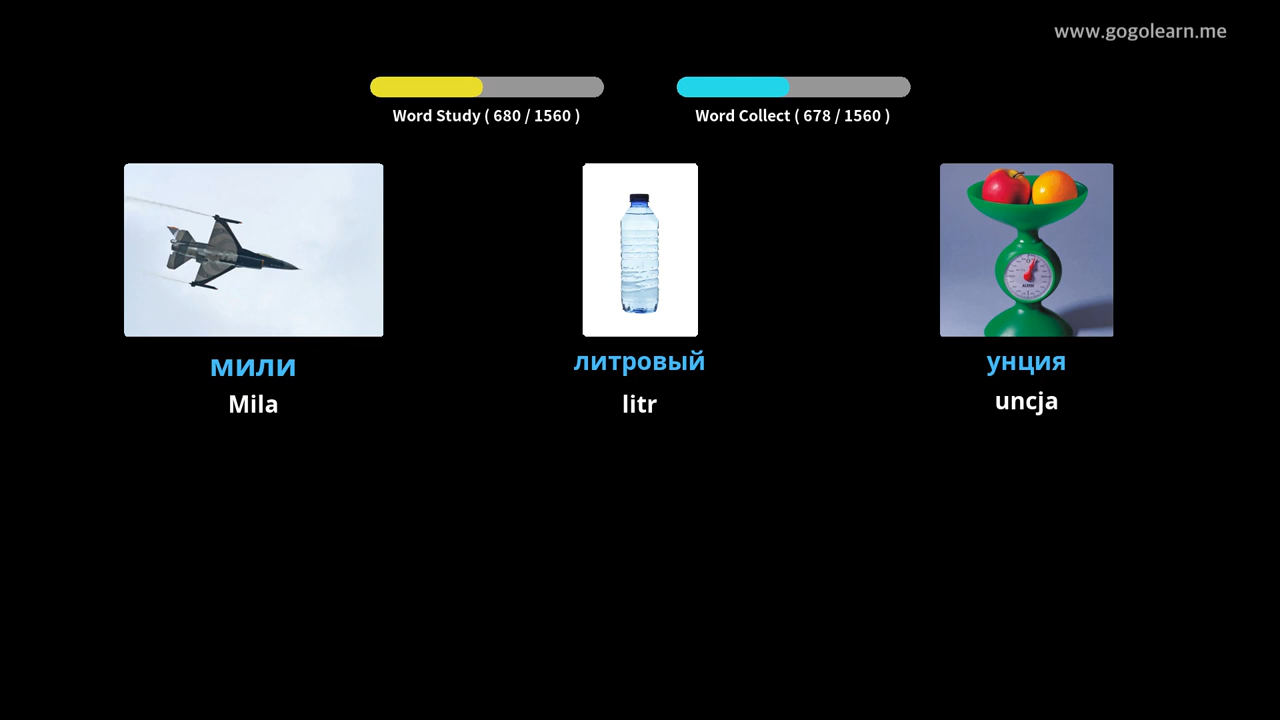 www.gogolearn.me
Word Study ( 680 / 1560 )
Word Collect ( 678 / 1560 )
мили
литровый
унция
Mila
litr
uncja